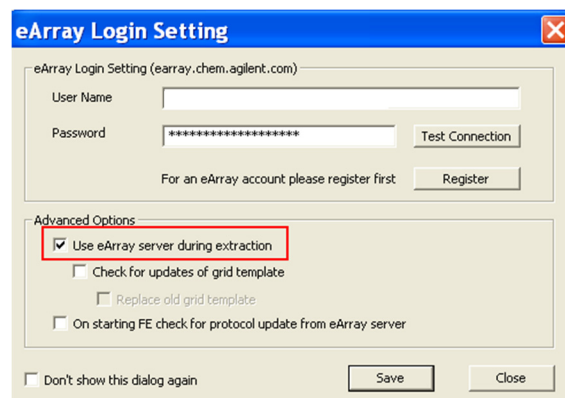 eArray Login Setting
eArray Login Setting (earray.chem.agilent.com)
User Name
Password
*******************
Test Connection
For an eArray account please register first
Register
Advanced Options
Use eArray server during extraction
Check for updates of grid template
Replace old grid template
On starting FE check for protocol update from eArray server
Don't show this dialog again
Save
Close